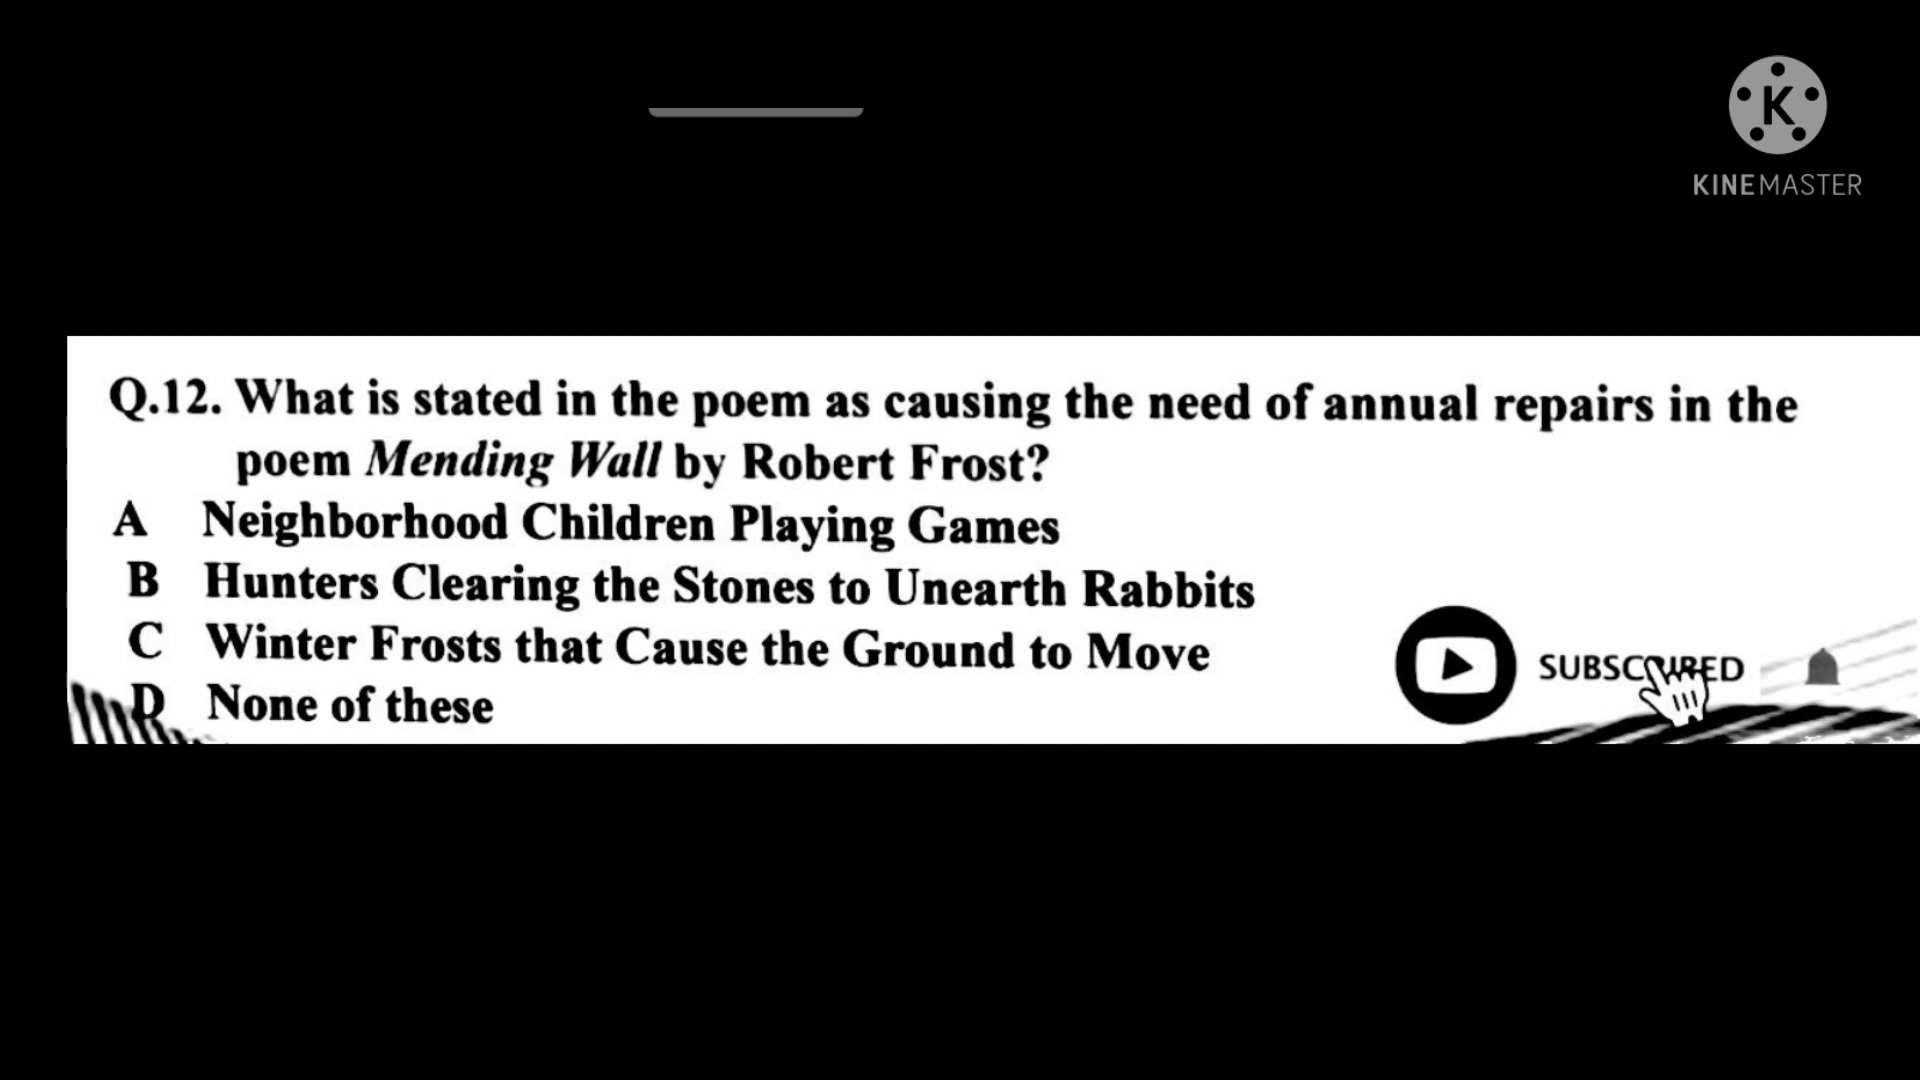 KINEMASTER
Q.12. What is stated in the poem as causing the need of annual repairs in the
poem Mending Wall by Robert Frost?
A Neighborhood Children Playing Games
B Hunters Clearing the Stones to Unearth Rabbits
C Winter Frosts that Cause the Ground to Move
D None of these
SUBSCRIBED